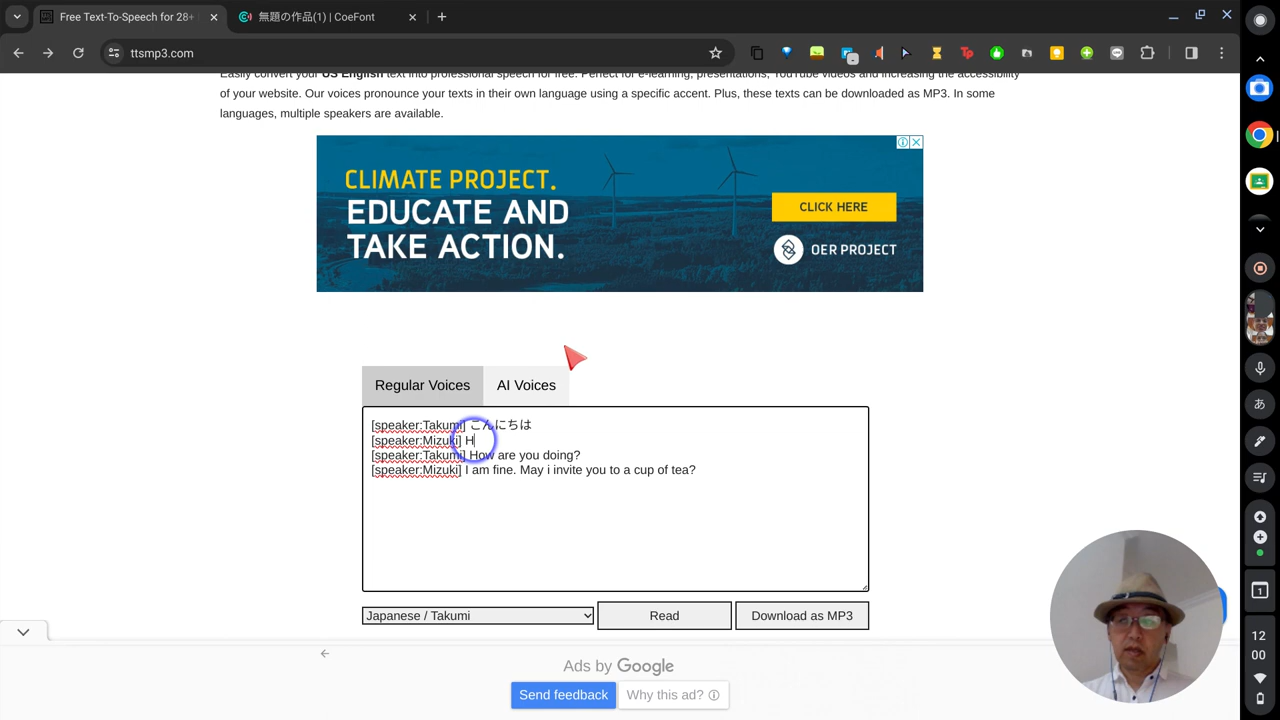 Free Text-To-Speech for 28+
無題の作品(1) | CoeFont
ttsmp3.com
Easily convert your US English text into professional speech for free. Perfect for e-learning, presentations, YouTube videos and increasing the accessibility
of your website. Our voices pronounce your texts in their own language using a specific accent. Plus, these texts can be downloaded as MP3. In some
languages, multiple speakers are available.
CLIMATE PROJECT.
EDUCATE AND
TAKE ACTION.
CLICK HERE
OER PROJECT
Regular Voices
AI Voices
[speaker:Takumi] こんにちは
[speaker:Mizuki] H
[speaker:Takumi] How are you doing?
[speaker:Mizuki] I am fine. May i invite you to a cup of tea?
Japanese / Takumi
Read
Download as MP3
Ads by Google
Send feedback
Why this ad?
あ
1
12
00